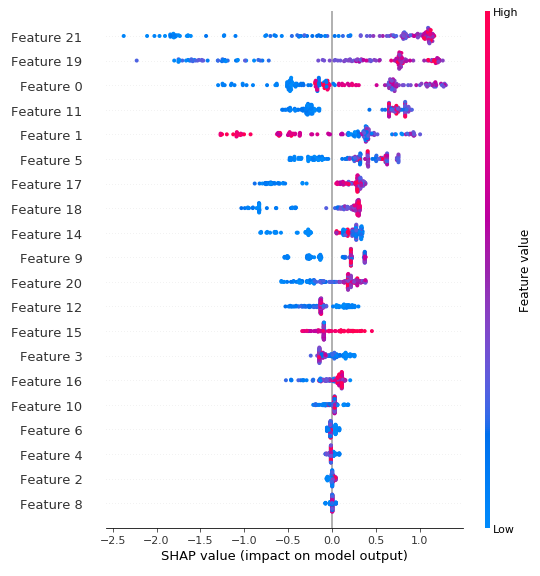 High
Feature 21
Feature 19
Feature 0
Feature 11
Feature 1
Feature 5
Feature 17
Feature 18
Feature 14
Feature 9
Feature 20
Feature 12
Feature 15
Feature 3
Feature 16
Feature 10
Feature 6
Feature 4
Feature 2
Feature 8
Feature value
Low
−2.5 −2.0 −1.5 −1.0 −0.5 0.0 0.5 1.0
SHAP value (impact on model output)